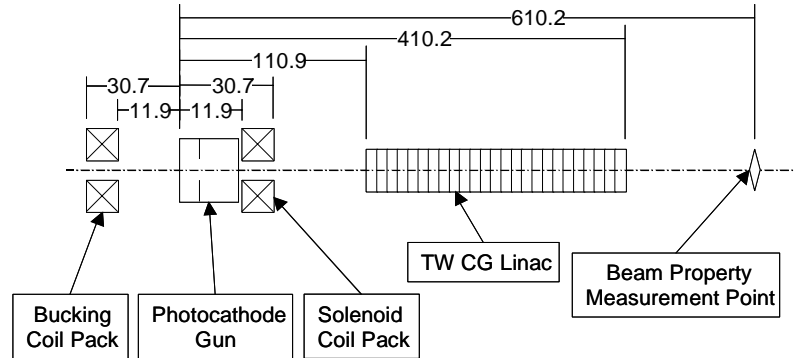 610.2
410.2
110.9
30.7 30.7
11.9 11.9
TW CG Linac
Beam Property
Measurement Point
Bucking
Coil Pack
Photocathode
Gun
Solenoid
Coil Pack